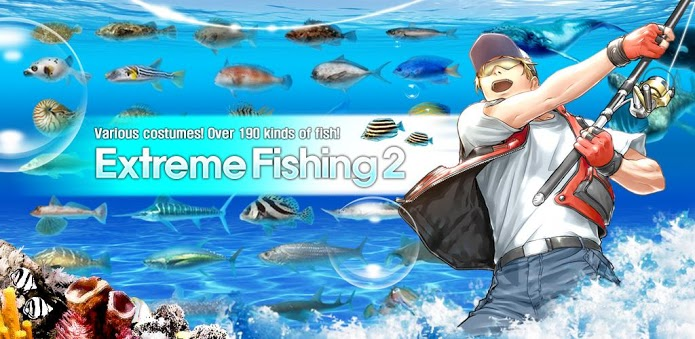 Various costumes! Over 190 kinds of fish!
Extreme Fishing 2